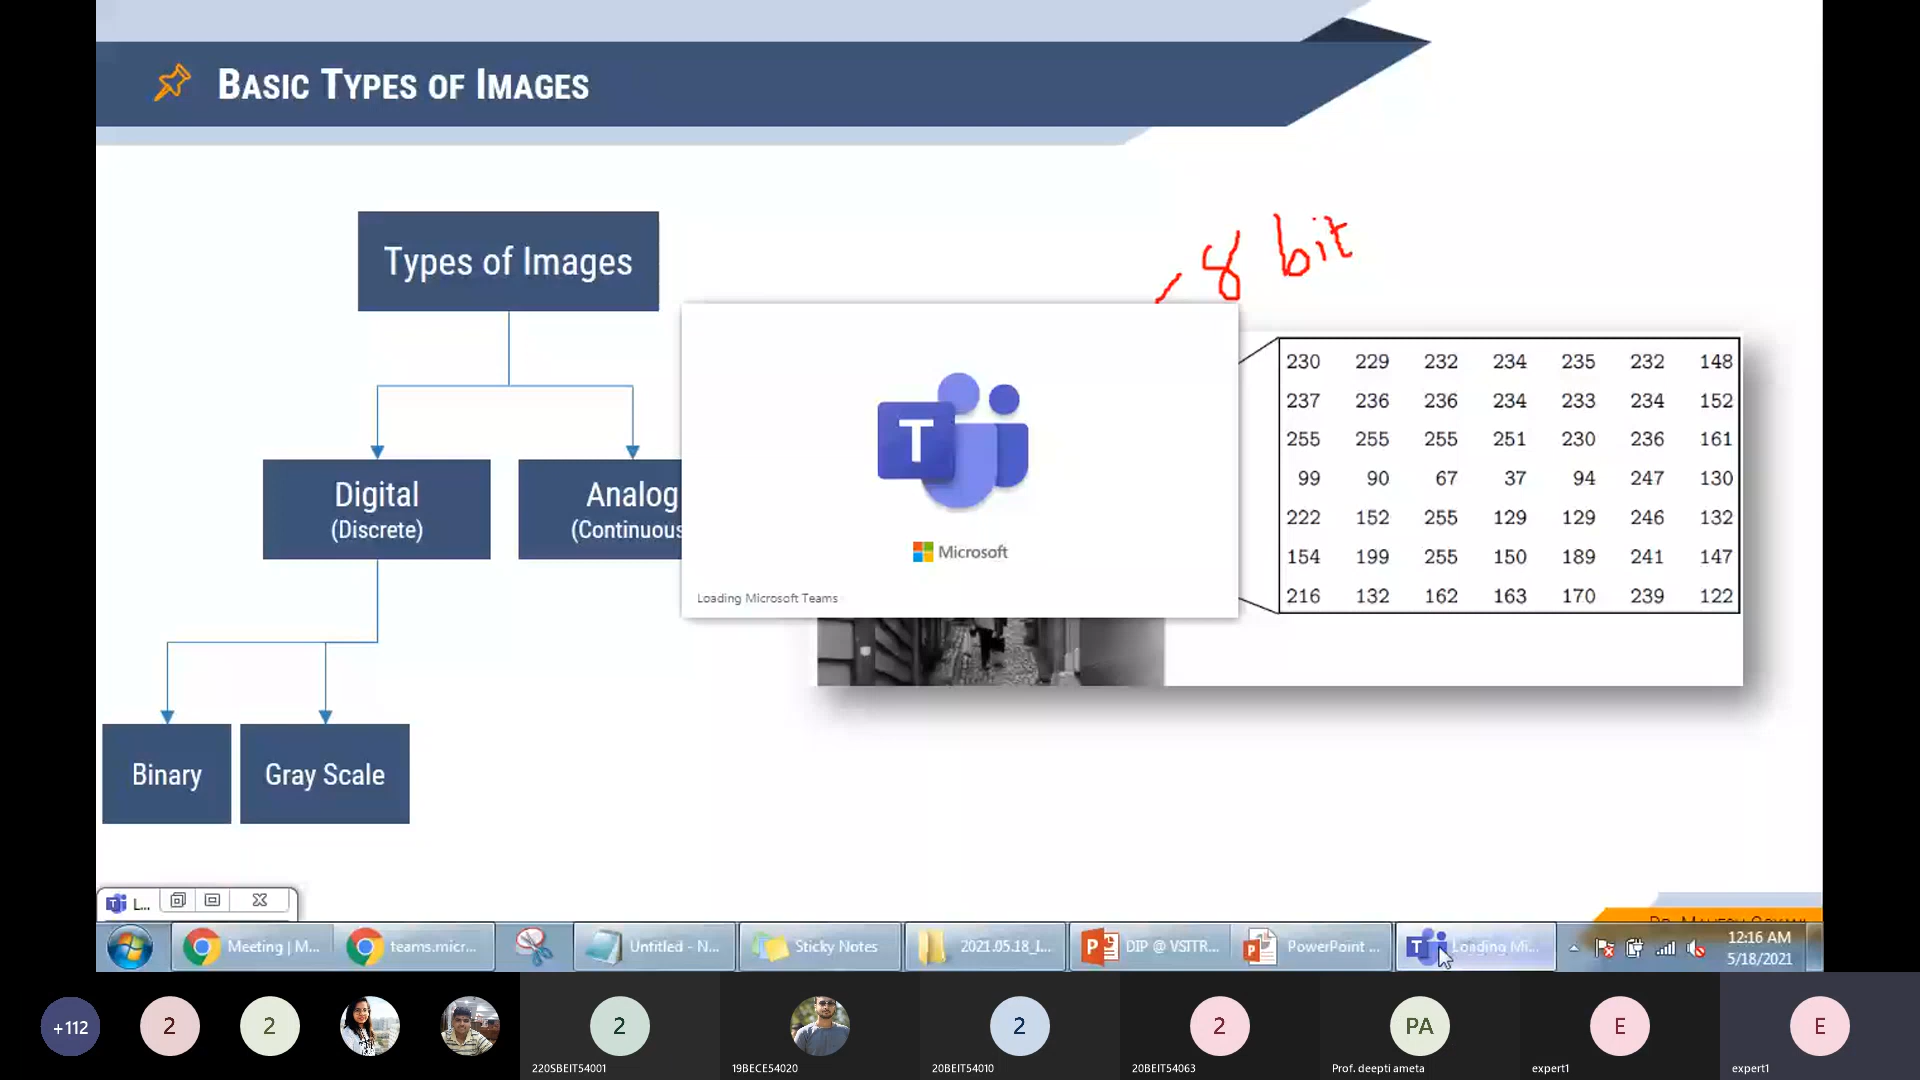 BASIC TYPES OF IMAGES
8 bit
Types of Images
Digital
(Discrete)
Analog
(Continuous
Binary
Gray Scale
T
Microsoft
Loading Microsoft Teams
230 229 232 234 235 232 148
237 236 236 234 233 234 152
255 255 255 251 230 236 161
99 90 67 37 94 247 130
222 152 255 129 129 246 132
154 199 255 150 189 241 147
216 132 162 163 170 239 122
L...
Meeting | M...
teams.micr...
Untitled - N...
Sticky Notes
2021.05.18_I...
DIP @ VSITR...
PowerPoint ...
Loading Mi...
12:16 AM
5/18/2021
+112
2
2
2
2
2
PA
E
E
220SBEIT54001
19BECE54020
20BEIT54010
20BEIT54063
Prof. deepti ameta
expert1
expert1